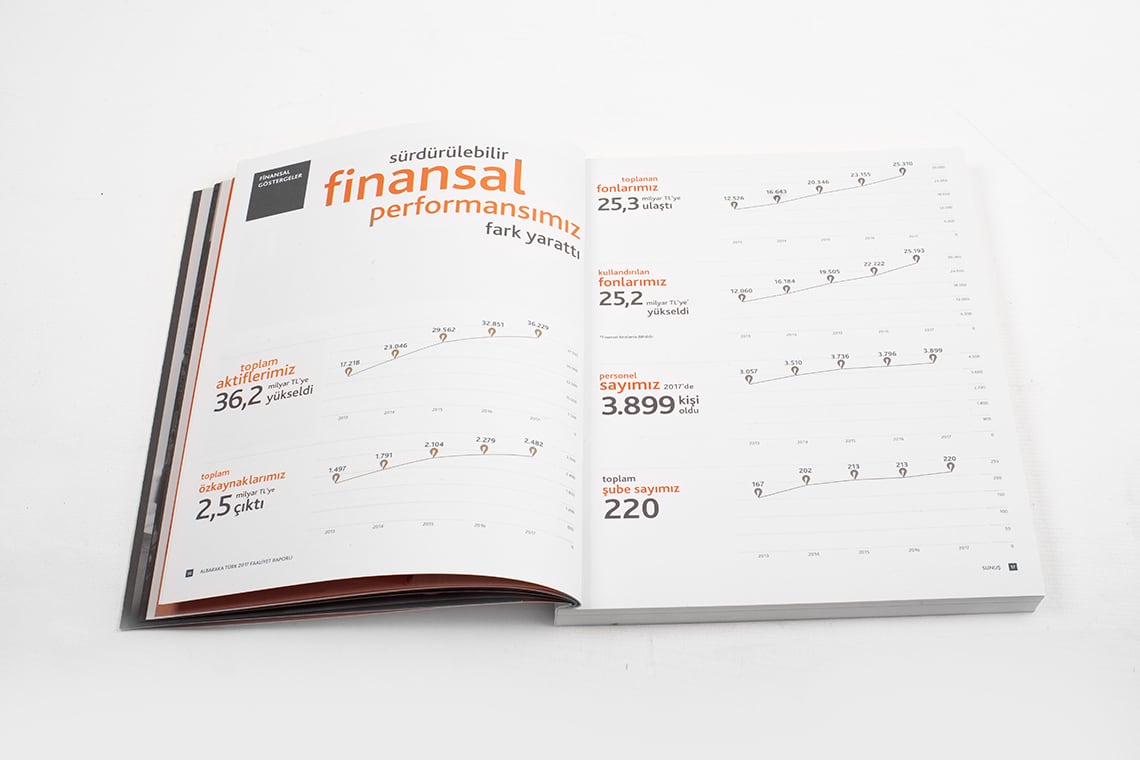 FİNANSAL
GÖSTERGELER
sürdürülebilir
finansal
performansımız
fark yarattı
toplam
aktiflerimiz
36,2 milyar TL'ye
yükseldi
17.218 23.046 29.562 32.851 36.229
2013 2014 2015 2016 2017
toplam
özkaynaklarımız
2,5 milyar TL'ye
çıktı
1.497 1.791 2.104 2.279 2.482
2013 2014 2015 2016 2017
0
ALBARAKA TÜRK 2017 FAALİYET RAPORU
toplanan
fonlarımız
25,3 milyar TL'ye
ulaştı
12.526 16.643 20.346 23.155 25.310
2013 2014 2015 2016 2017
0
kullandırılan
fonlarımız
25,2 milyar TL'ye*
yükseldi
12.060 16.184 19.505 22.722 25.193
2013 2014 2015 2016 2017
0
personel
sayımız 2017'de
3.899 kişi
oldu
3.057 3.510 3.736 3.796 3.899
2013 2014 2015 2016 2017
0
toplam
şube sayımız
220
167 202 213 213 220
250
200
150
100
50
0
2013 2014 2015 2016 2017
SUNUŞ 17